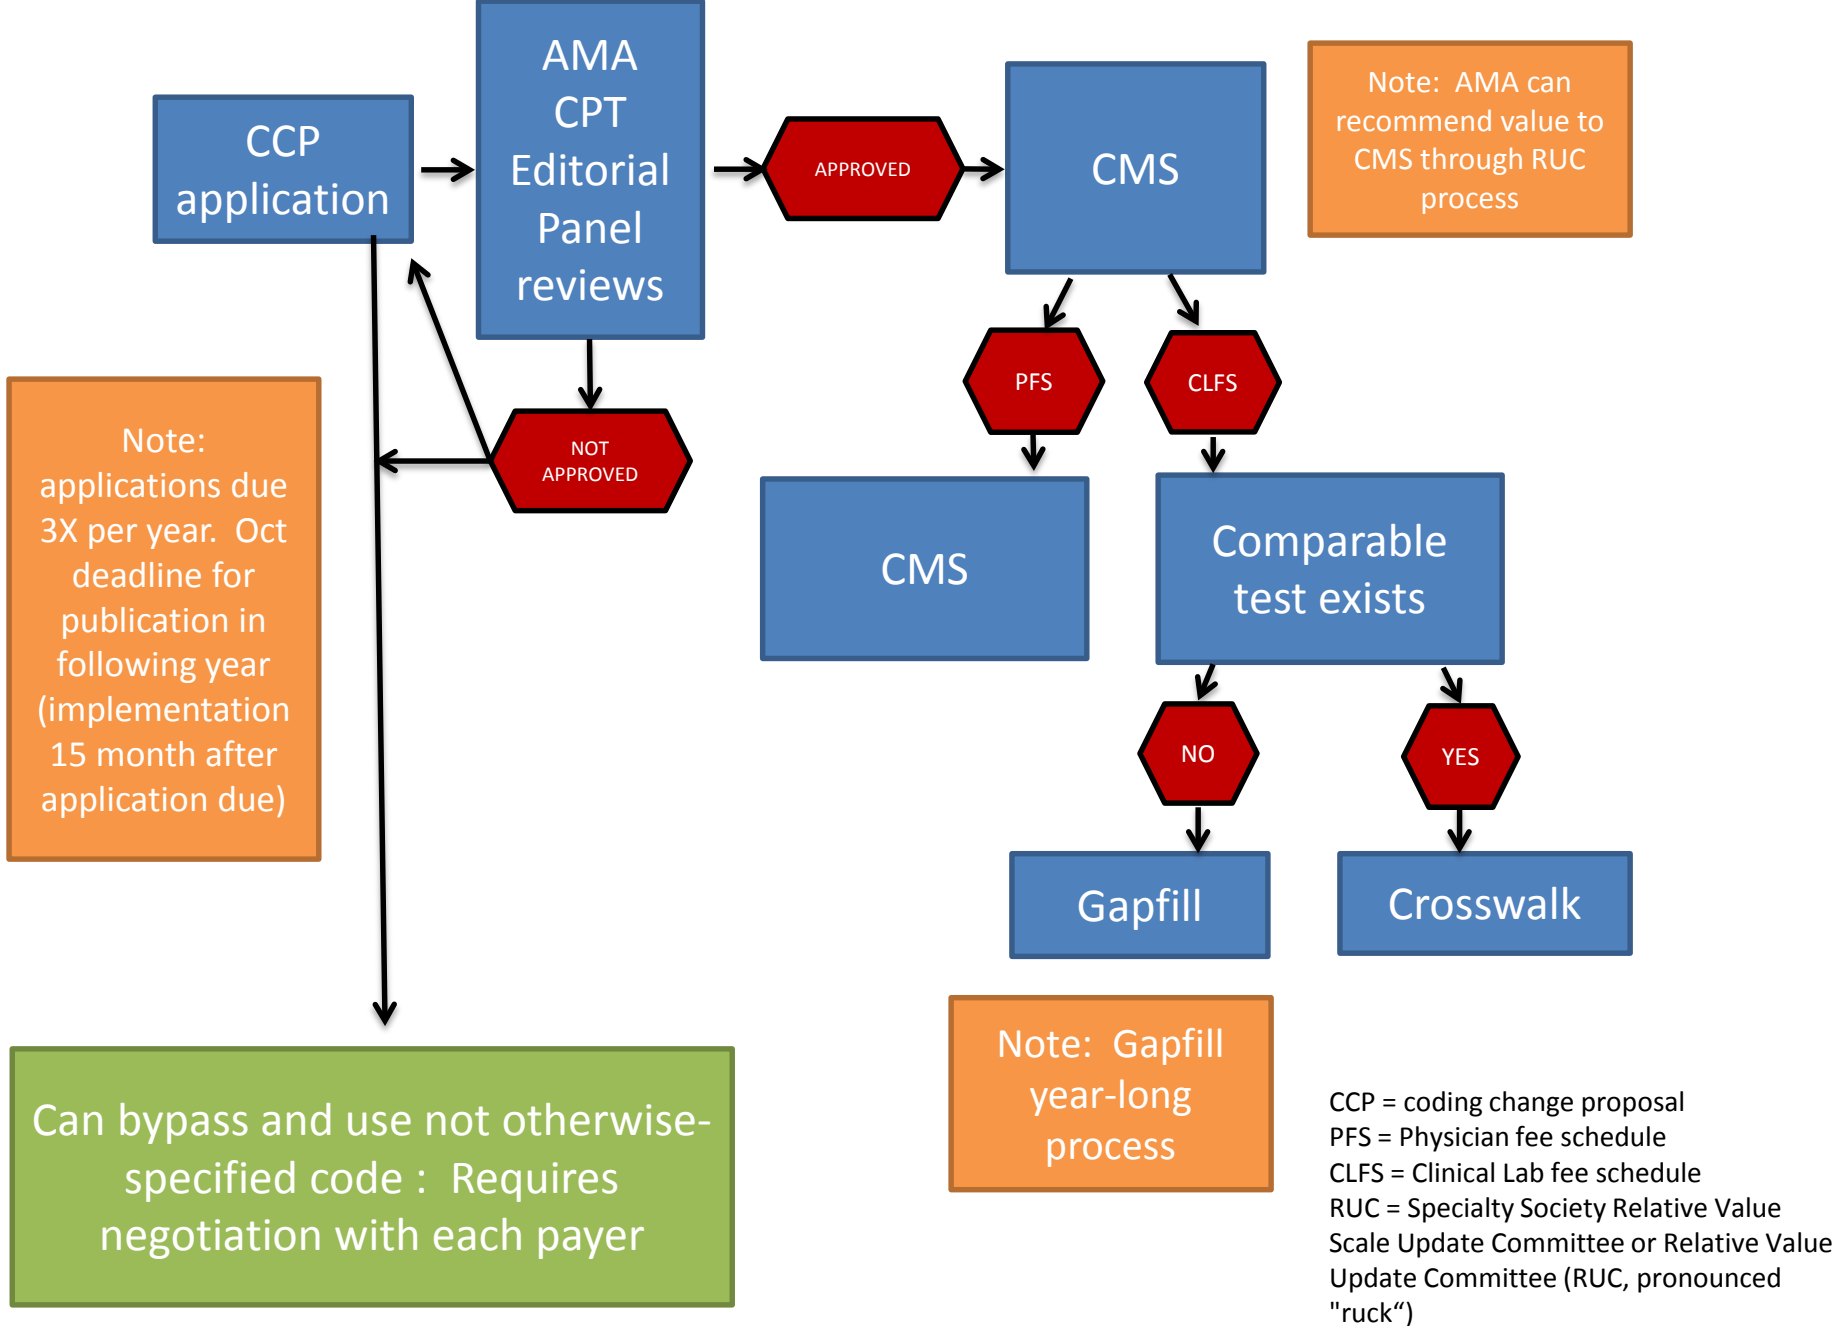 CCP
application
AMA
CPT
Editorial
Panel
reviews
APPROVED
CMS
Note:  AMA can
recommend value to
CMS through RUC
process
NOT
APPROVED
PFS
CLFS
Note:
applications due
3X per year.  Oct
deadline for
publication in
following year
(implementation
15 month after
application due)
CMS
Comparable
test exists
NO
YES
Gapfill
Crosswalk
Note:  Gapfill
year-long
process
Can bypass and use not otherwise-
specified code :  Requires
negotiation with each payer
CCP = coding change proposal
PFS = Physician fee schedule
CLFS = Clinical Lab fee schedule
RUC = Specialty Society Relative Value
Scale Update Committee or Relative Value
Update Committee (RUC, pronounced
"ruck“)